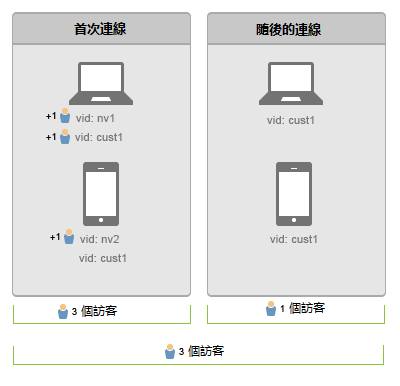 首次連線
隨後的連線
+1 vid: nv1
+1 vid: cust1
vid: cust1
+1 vid: nv2
vid: cust1
vid: cust1
3 個訪客
1 個訪客
3 個訪客